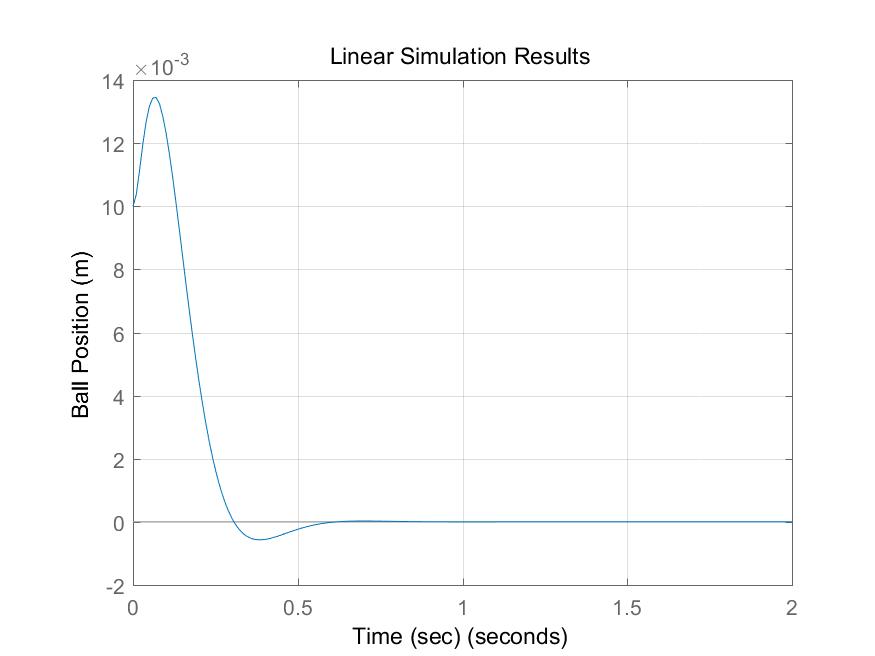 Linear Simulation Results
×10-3
14
12
10
8
6
4
2
0
-2
Ball Position (m)
0 0.5 1 1.5 2
Time (sec) (seconds)